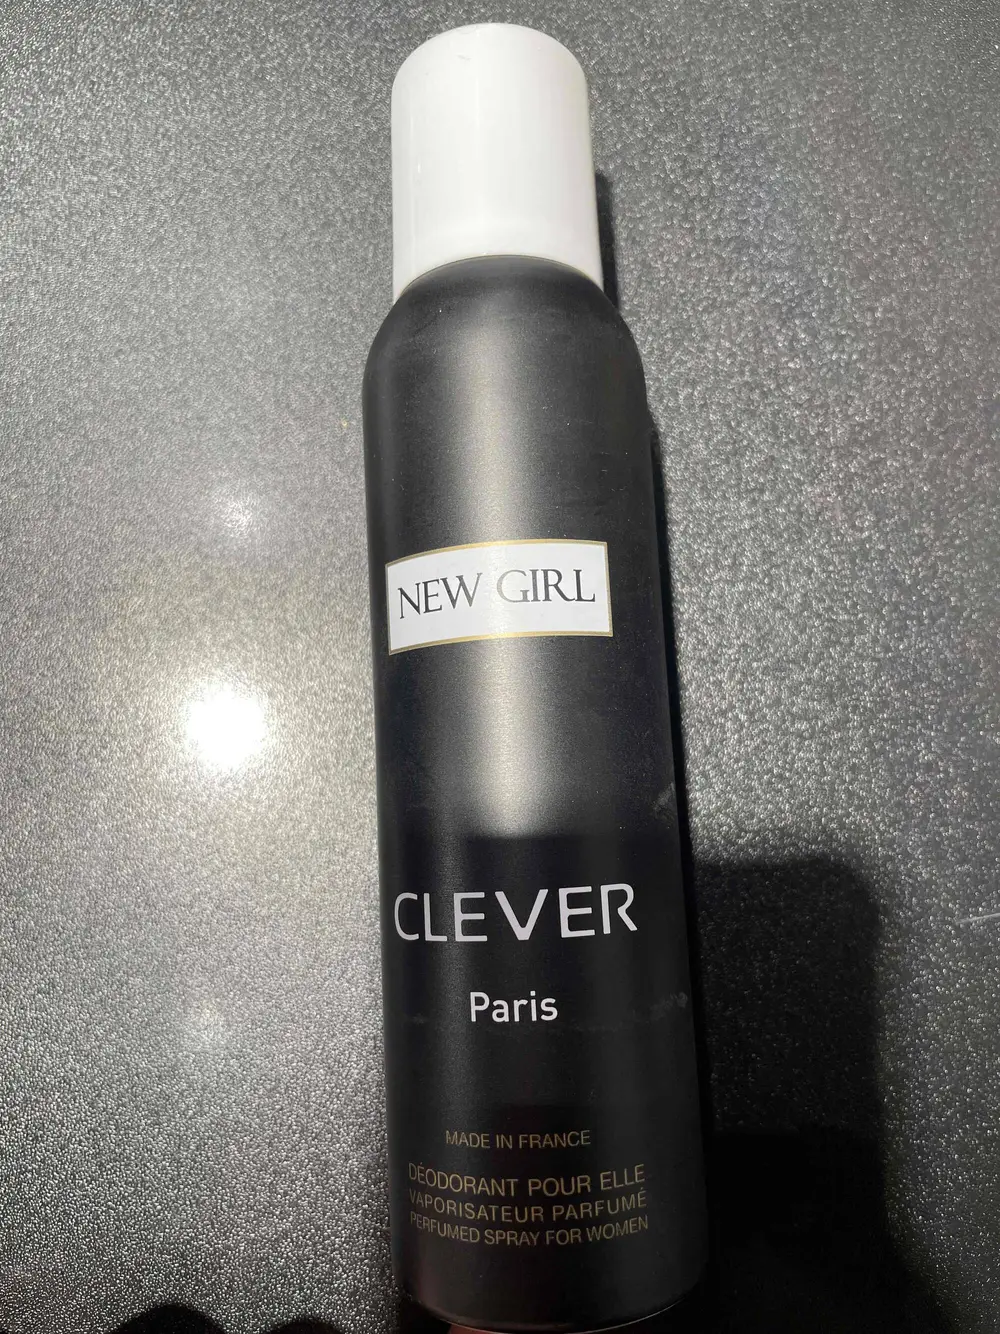 NEW GIRL
CLEVER
Paris
MADE IN FRANCE
DÉODORANT POUR ELLE
VAPORISATEUR PARFUMÉ
PERFUMED SPRAY FOR WOMEN